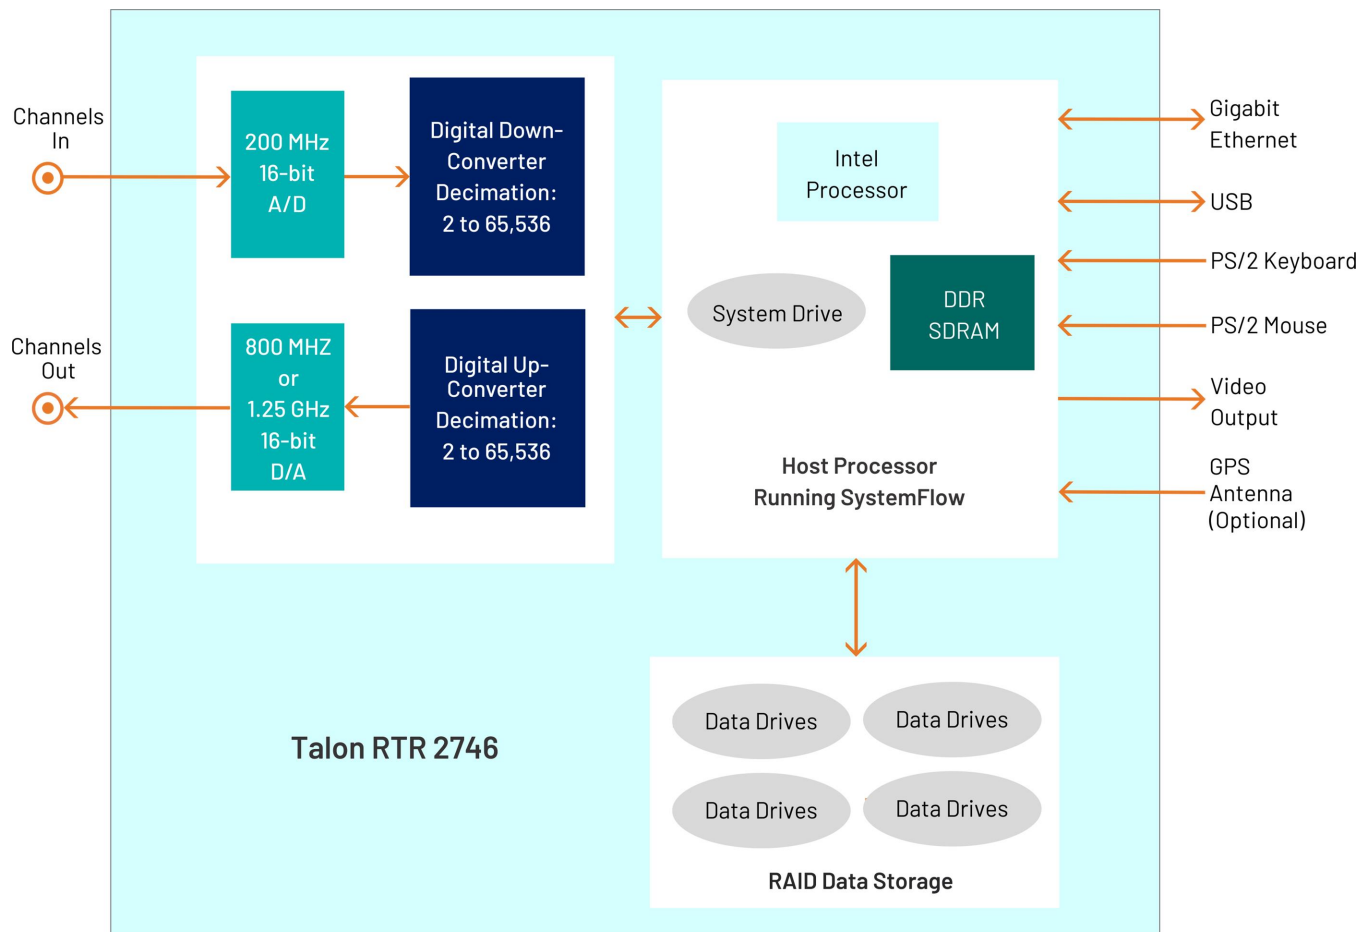 Channels
In
200 MHz
16-bit
A/D
Digital Down-
Converter
Decimation:
2 to 65,536
Channels
Out
800 MHZ
or
1.25 GHz
16-bit
D/A
Digital Up-
Converter
Decimation:
2 to 65,536
Intel
Processor
System Drive
DDR
SDRAM
Host Processor
Running SystemFlow
Gigabit
Ethernet
USB
PS/2 Keyboard
PS/2 Mouse
Video
Output
GPS
Antenna
(Optional)
Talon RTR 2746
Data Drives
Data Drives
Data Drives
Data Drives
RAID Data Storage